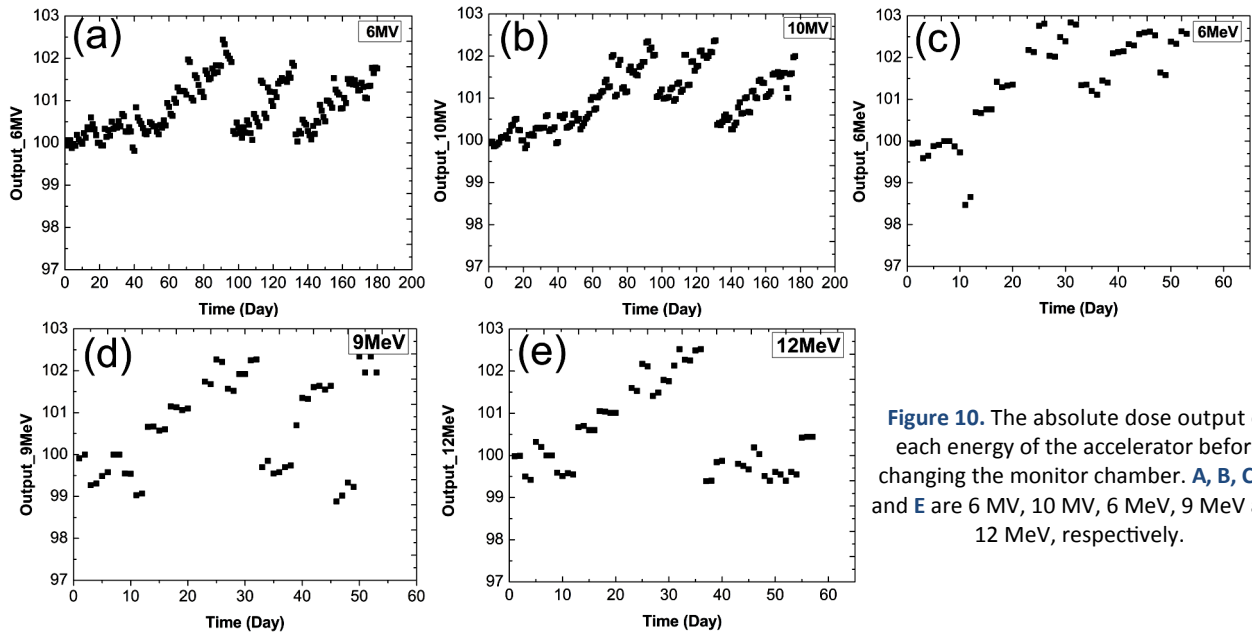 (a)
6MV
Output_6MV
103
102
101
100
99
98
97
0 20 40 60 80 100 120 140 160 180 200
Time (Day)
(b)
10MV
Output_10MV
103
102
101
100
99
98
97
0 20 40 60 80 100 120 140 160 180 200
Time (Day)
(c)
6MeV
Output_6MeV
103
102
101
100
99
98
97
0 10 20 30 40 50 60
Time (Day)
(d)
9MeV
Output_9MeV
103
102
101
100
99
98
97
0 10 20 30 40 50 60
Time (Day)
(e)
12MeV
Output_12MeV
103
102
101
100
99
98
97
0 10 20 30 40 50 60
Time (Day)
Figure 10. The absolute dose output
each energy of the accelerator befor
changing the monitor chamber. A, B, C
and E are 6 MV, 10 MV, 6 MeV, 9 MeV
12 MeV, respectively.